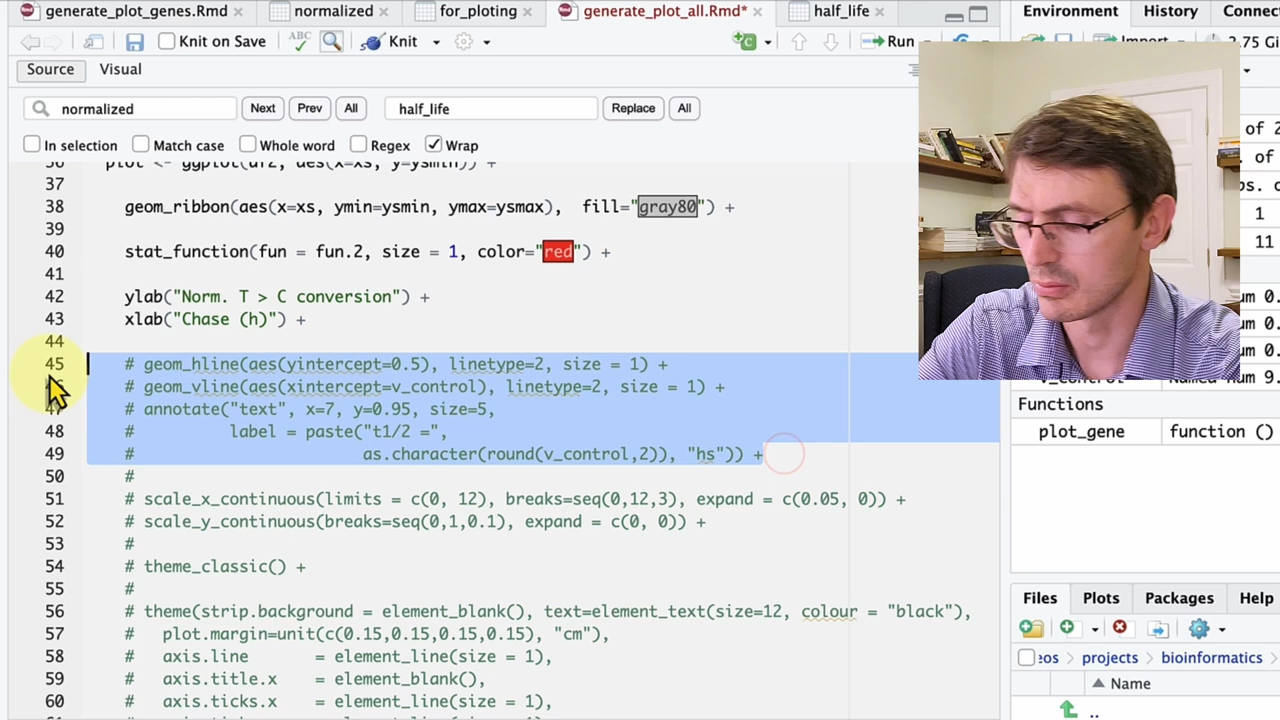 generate_plot_genes.Rmd
normalized
for_ploting
generate_plot_all.Rmd*
half_life
Environment
History
Knit on Save
ABC
Knit
Run
Source
Visual
normalized
Next
Prev
All
half_life
Replace
All
In selection
Match case
Whole word
Regex
Wrap
37
38 geom_ribbon(aes(x=xs, ymin=ysmin, ymax=ysmax),  fill="gray80") +
39
40 stat_function(fun = fun.2, size = 1, color="red") +
41
42 ylab("Norm. T > C conversion") +
43 xlab("Chase (h)") +
44
45 # geom_hline(aes(yintercept=0.5), linetype=2, size = 1) +
# geom_vline(aes(xintercept=v_control), linetype=2, size = 1) +
47 # annotate("text", x=7, y=0.95, size=5,
48 #          label = paste("t1/2 =",
49 #                        as.character(round(v_control,2)), "hs")) +
50 #
51 # scale_x_continuous(limits = c(0, 12), breaks=seq(0,12,3), expand = c(0.05, 0)) +
52 # scale_y_continuous(breaks=seq(0,1,0.1), expand = c(0, 0)) +
53 #
54 # theme_classic() +
55 #
56 # theme(strip.background = element_blank(), text=element_text(size=12, colour = "black"),
57 #   plot.margin=unit(c(0.15,0.15,0.15,0.15), "cm"),
58 #   axis.line       = element_line(size = 1),
59 #   axis.title.x    = element_blank(),
60 #   axis.ticks.x    = element_line(size = 1),
1
11
Functions
plot_gene
function ()
Files
Plots
Packages
Help
projects
bioinformatics
Name
..